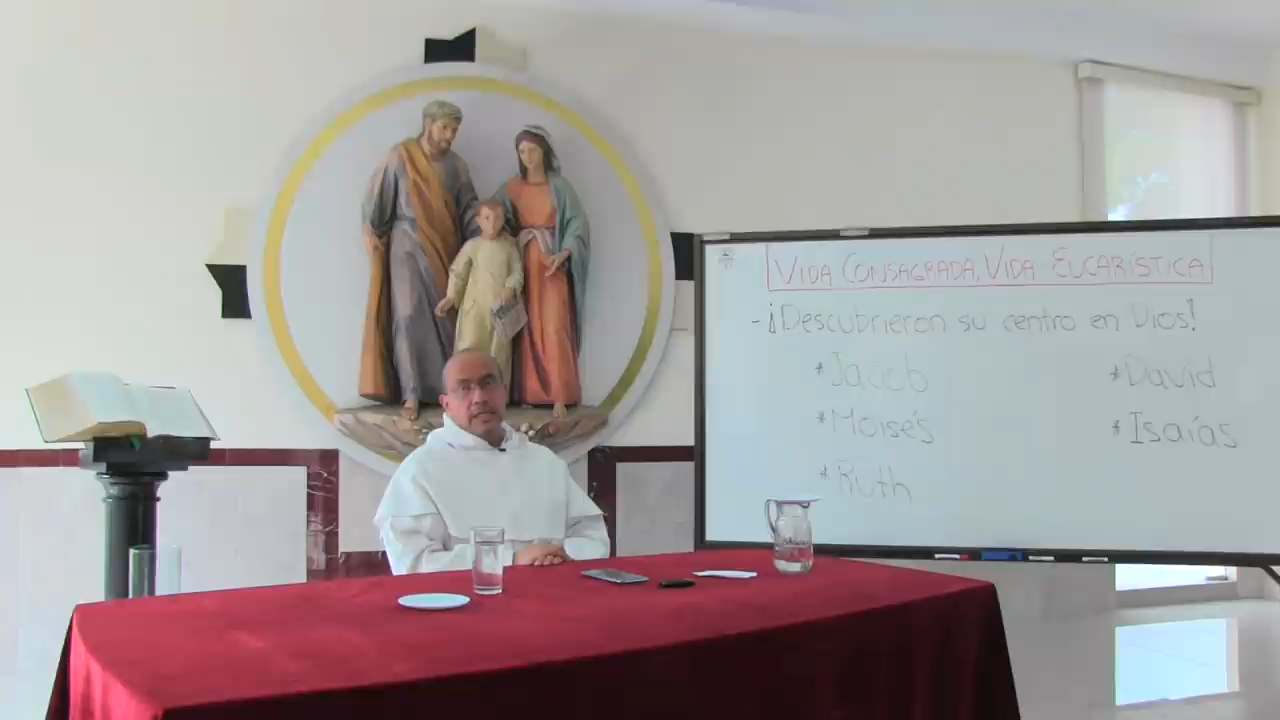 VIDA CONSAGRADA, VIDA EUCARÍSTICA
- ¡Descubrieron su centro en Dios!
* Jacob
* David
* Moisés
* Isaías
* Ruth